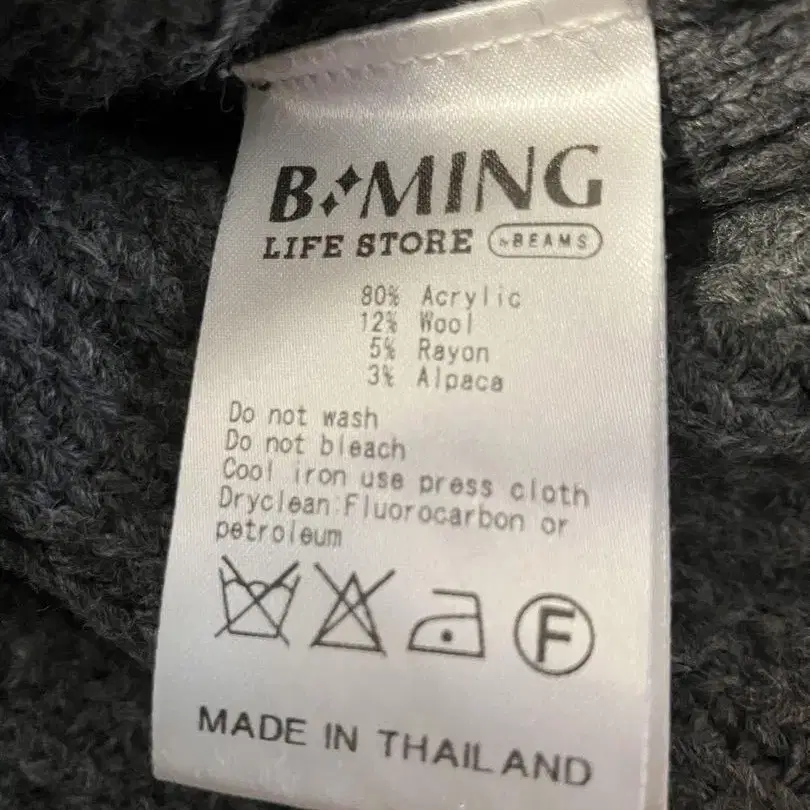 B MING
LIFE STORE by BEAMS
80% Acrylic
12% Wool
5% Rayon
3% Alpaca
Do not wash
Do not bleach
Cool iron use press cloth
Dryclean:Fluorocarbon or
petroleum
F
MADE IN THAILAND